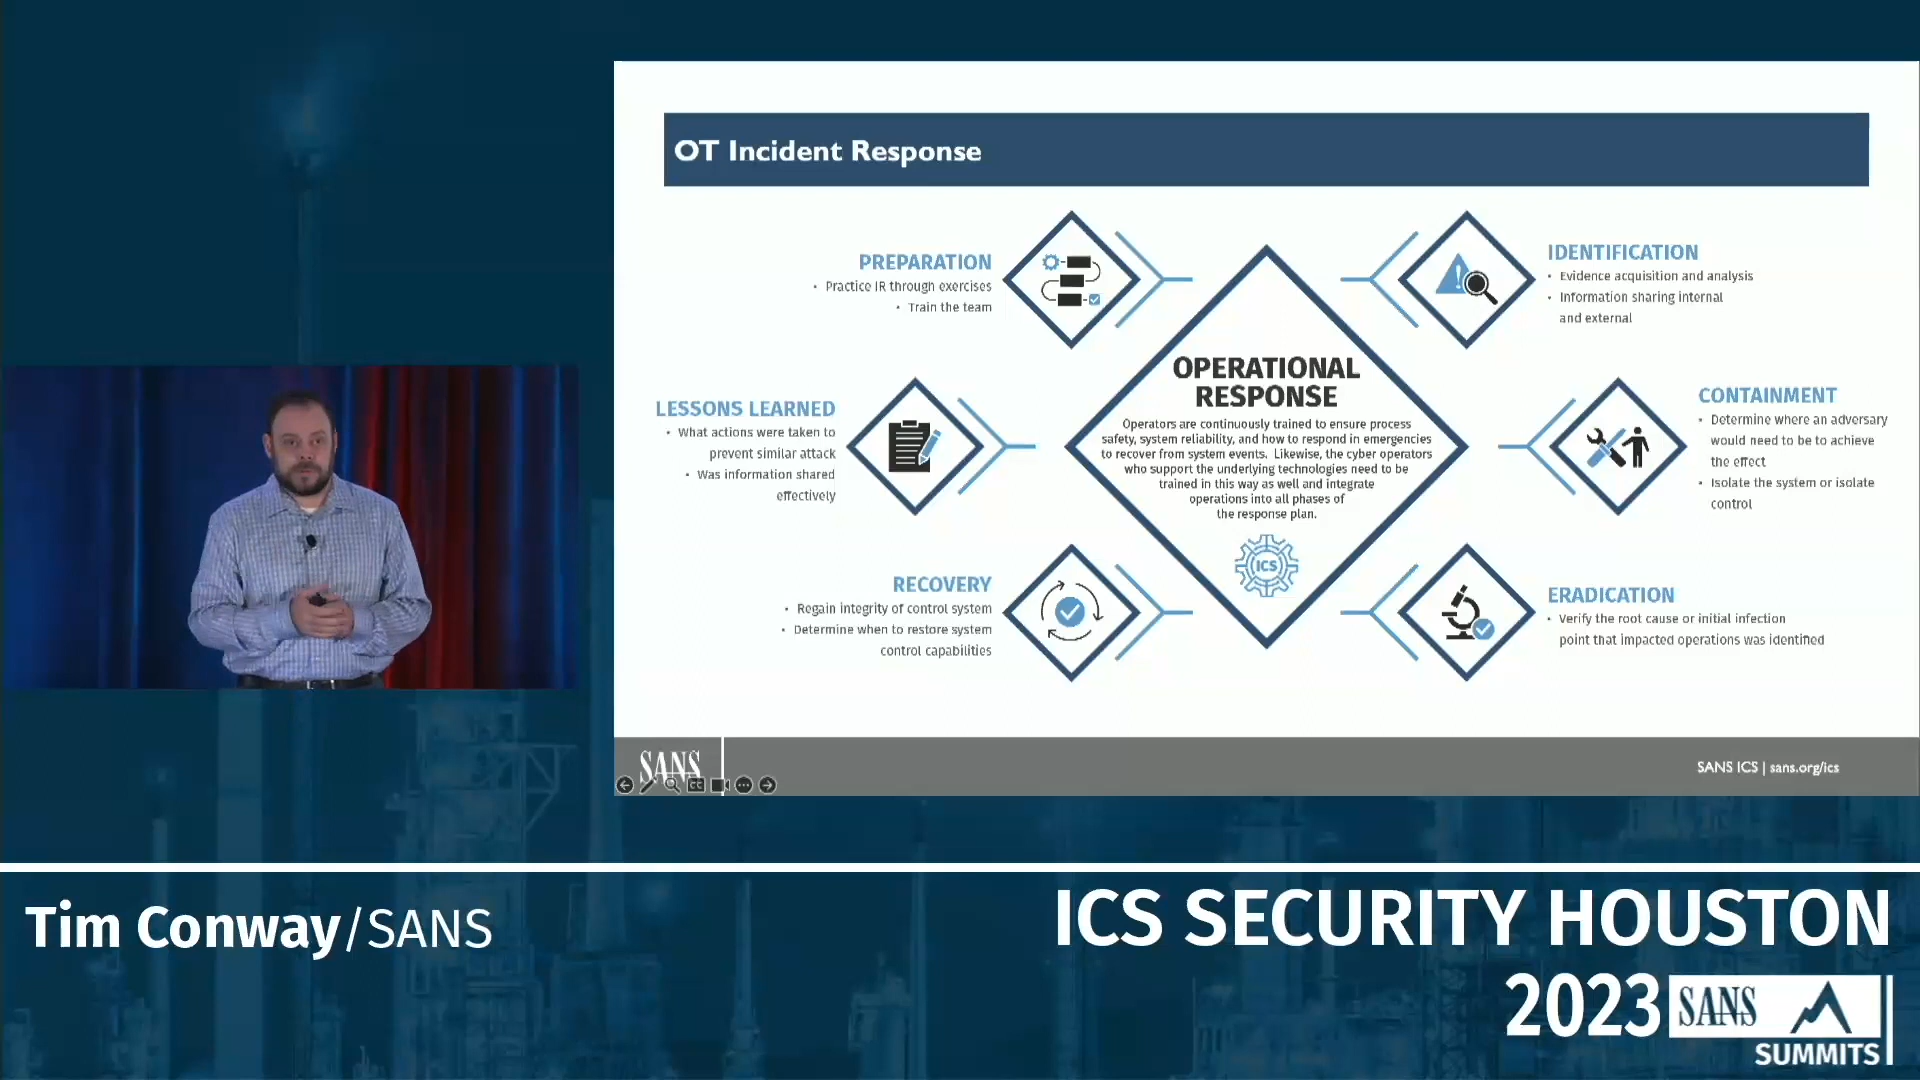 OT Incident Response
PREPARATION
• Practice IR through exercises
• Train the team
IDENTIFICATION
• Evidence acquisition and analysis
• Information sharing internal
and external
LESSONS LEARNED
• What actions were taken to
prevent similar attack
• Was information shared
effectively
OPERATIONAL
RESPONSE
Operators are continuously trained to ensure process
safety, system reliability, and how to respond in emergencies
to recover from system events. Likewise, the cyber operators
who support the underlying technologies need to be
trained in this way as well and integrate
operations into all phases of
the response plan.
ICS
CONTAINMENT
• Determine where an adversary
would need to be to achieve
the effect
• Isolate the system or isolate
control
RECOVERY
• Regain integrity of control system
• Determine when to restore system
control capabilities
ERADICATION
• Verify the root cause or initial infection
point that impacted operations was identified
SANS
CC
SANS ICS | sans.org/ics
Tim Conway/SANS
ICS SECURITY HOUSTON
2023
SANS
SUMMITS